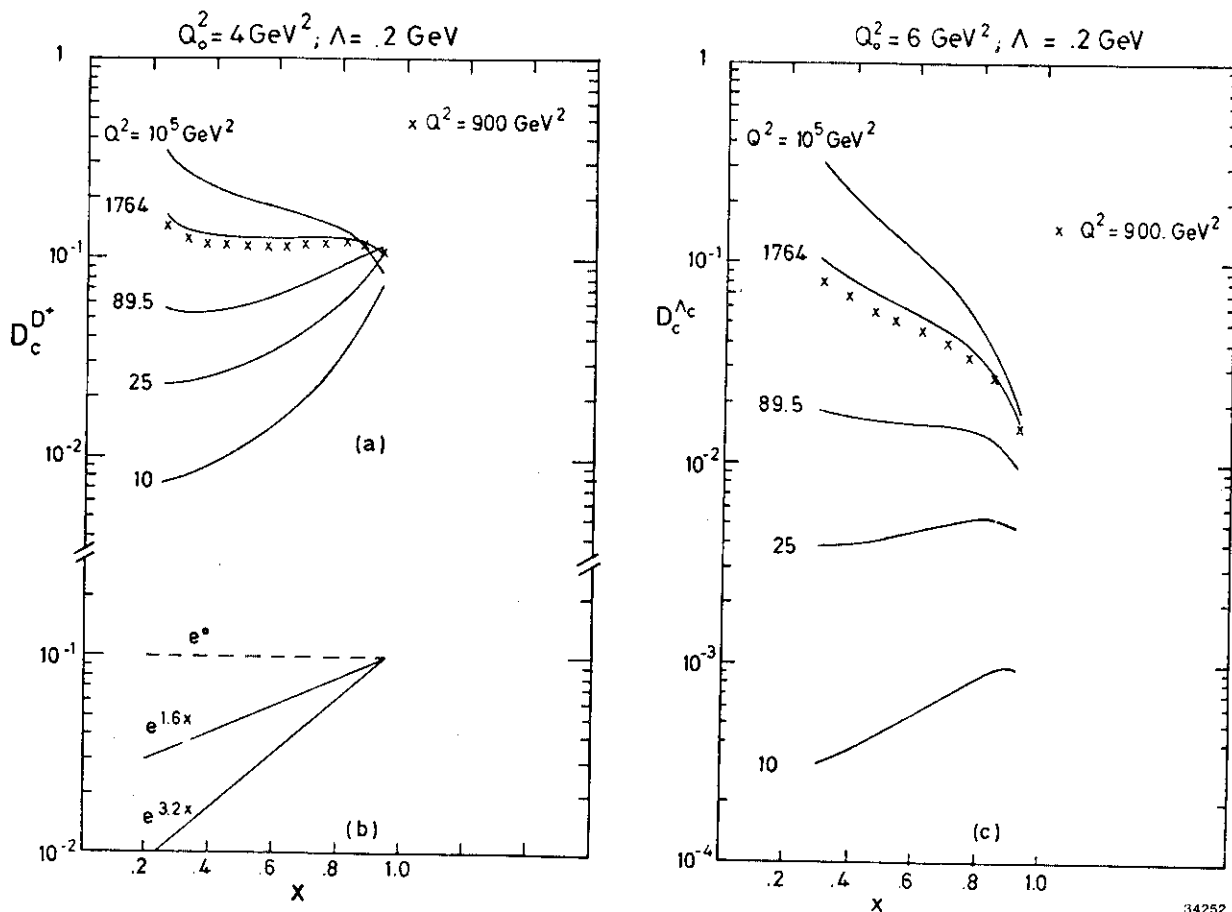 Q₀² = 4 GeV² ; Λ = .2 GeV
1
Q² = 10⁵ GeV²
x Q² = 900 GeV²
1764
10⁻¹
89.5
D_c^{D⁺}
25
(a)
10⁻²
10
10⁻¹
e°
e^{1.6x}
e^{3.2x}
(b)
10⁻²
.2 .4 .6 .8 1.0
X
Q₀² = 6 GeV² ; Λ = .2 GeV
1
Q² = 10⁵ GeV²
x Q² = 900. GeV²
1764
10⁻¹
D_c^{Λc}
89.5
10⁻²
25
10⁻³
10
(c)
10⁻⁴
.2 .4 .6 .8 1.0
x
34252